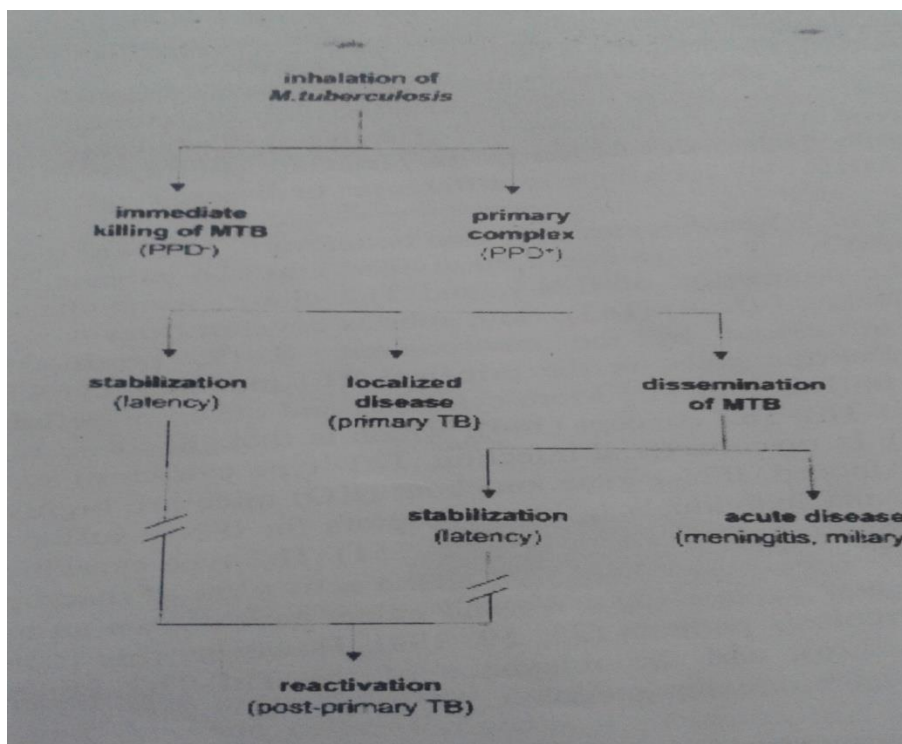 inhalation of
M.tuberculosis
immediate
killing of MTB
(PPD-)
primary
complex
(PPD+)
stabilization
(latency)
localized
disease
(primary TB)
dissemination
of MTB
stabilization
(latency)
acute disease
(meningitis, miliary
reactivation
(post-primary TB)